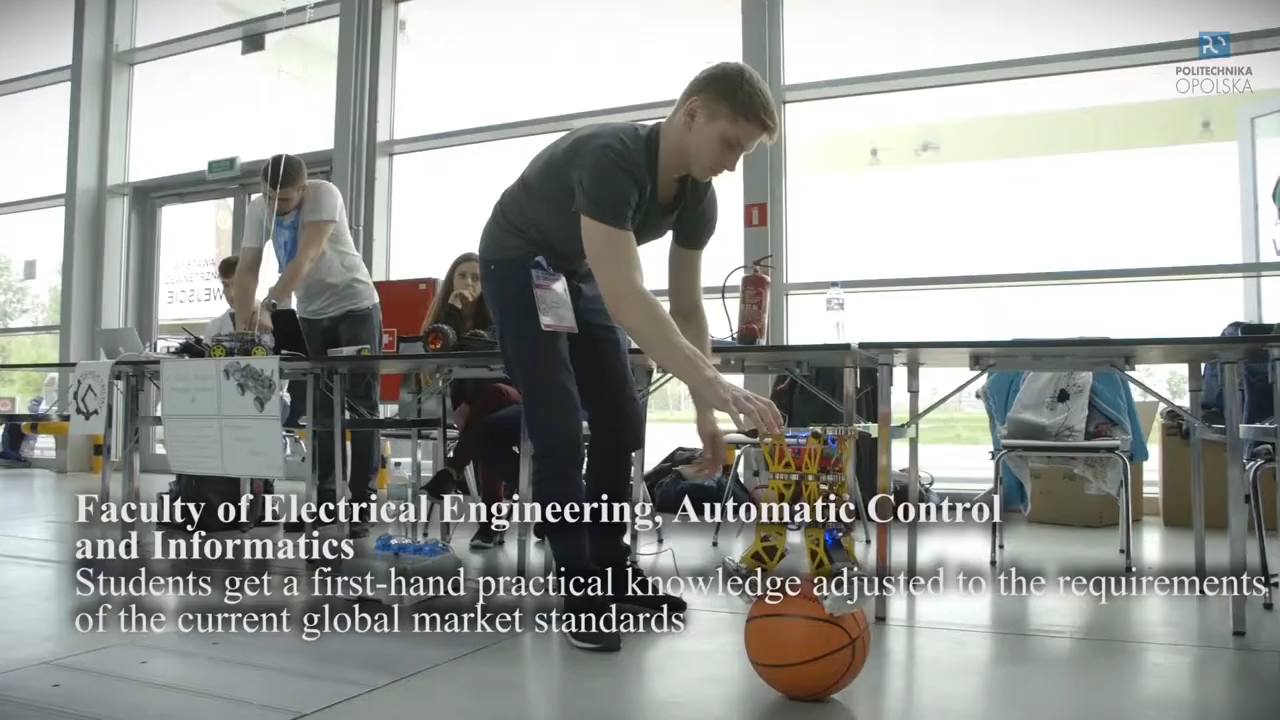 POLITECHNIKA
OPOLSKA
WEJŚCIE
Faculty of Electrical Engineering, Automatic Control
and Informatics
Students get a first-hand practical knowledge adjusted to the requirements
of the current global market standards